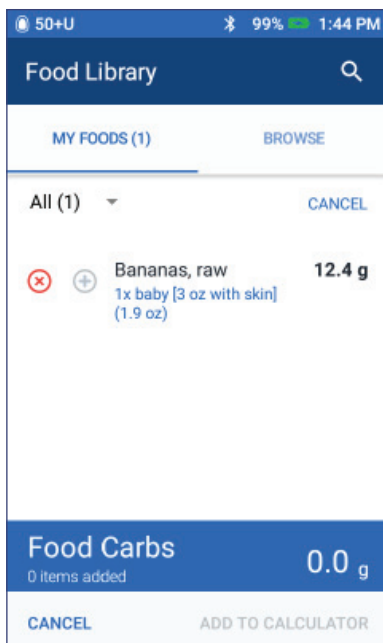 50+U 99% 1:44 PM
Food Library
MY FOODS (1) BROWSE
All (1) CANCEL
Bananas, raw 12.4 g
1x baby [3 oz with skin]
(1.9 oz)
Food Carbs
0 items added 0.0 g
CANCEL ADD TO CALCULATOR